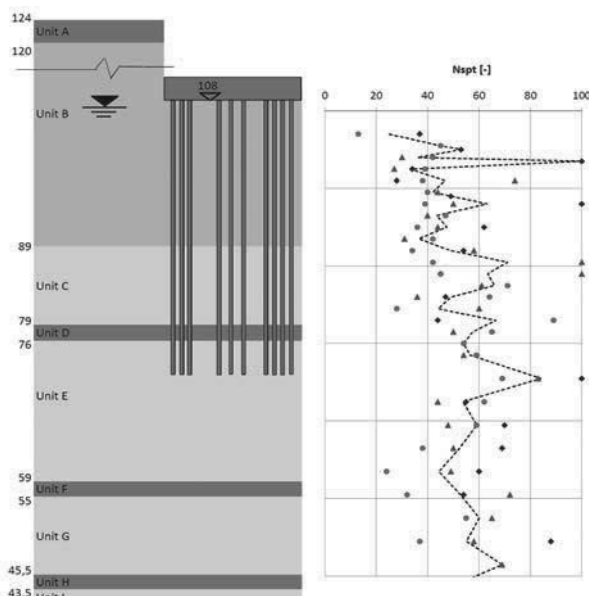 124
Unit A
120
108
Unit B
89
Unit C
79
Unit D
76
Unit E
59
Unit F
55
Unit G
45,5
Unit H
43,5
Nspt [-]
0 20 40 60 80 100